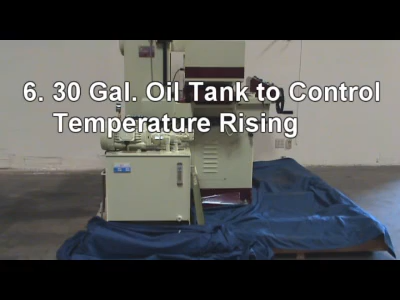 6. 30 Gal. Oil Tank to Control
Temperature Rising